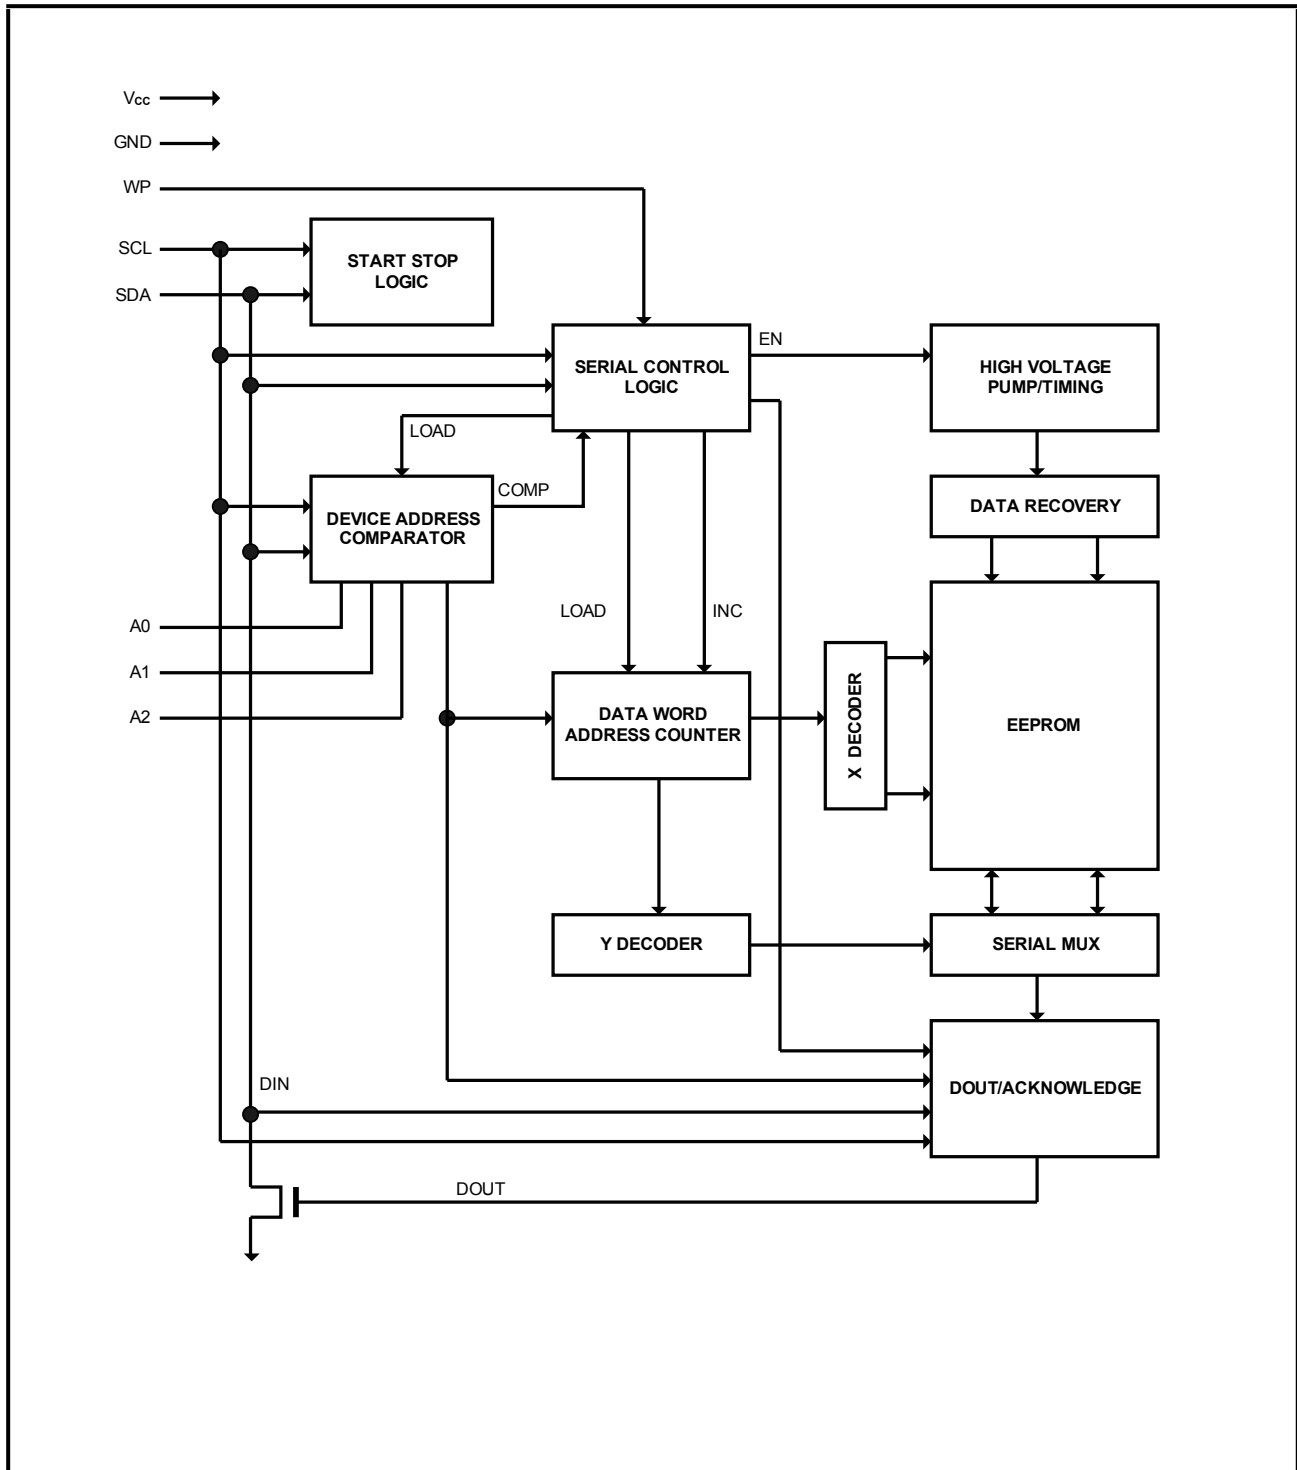 Vcc
GND
WP
SCL
SDA
START STOP
LOGIC
SERIAL CONTROL
LOGIC
EN
HIGH VOLTAGE
PUMP/TIMING
LOAD
COMP
DEVICE ADDRESS
COMPARATOR
DATA RECOVERY
A0
A1
A2
LOAD
INC
DATA WORD
ADDRESS COUNTER
X DECODER
EEPROM
Y DECODER
SERIAL MUX
DIN
DOUT/ACKNOWLEDGE
DOUT